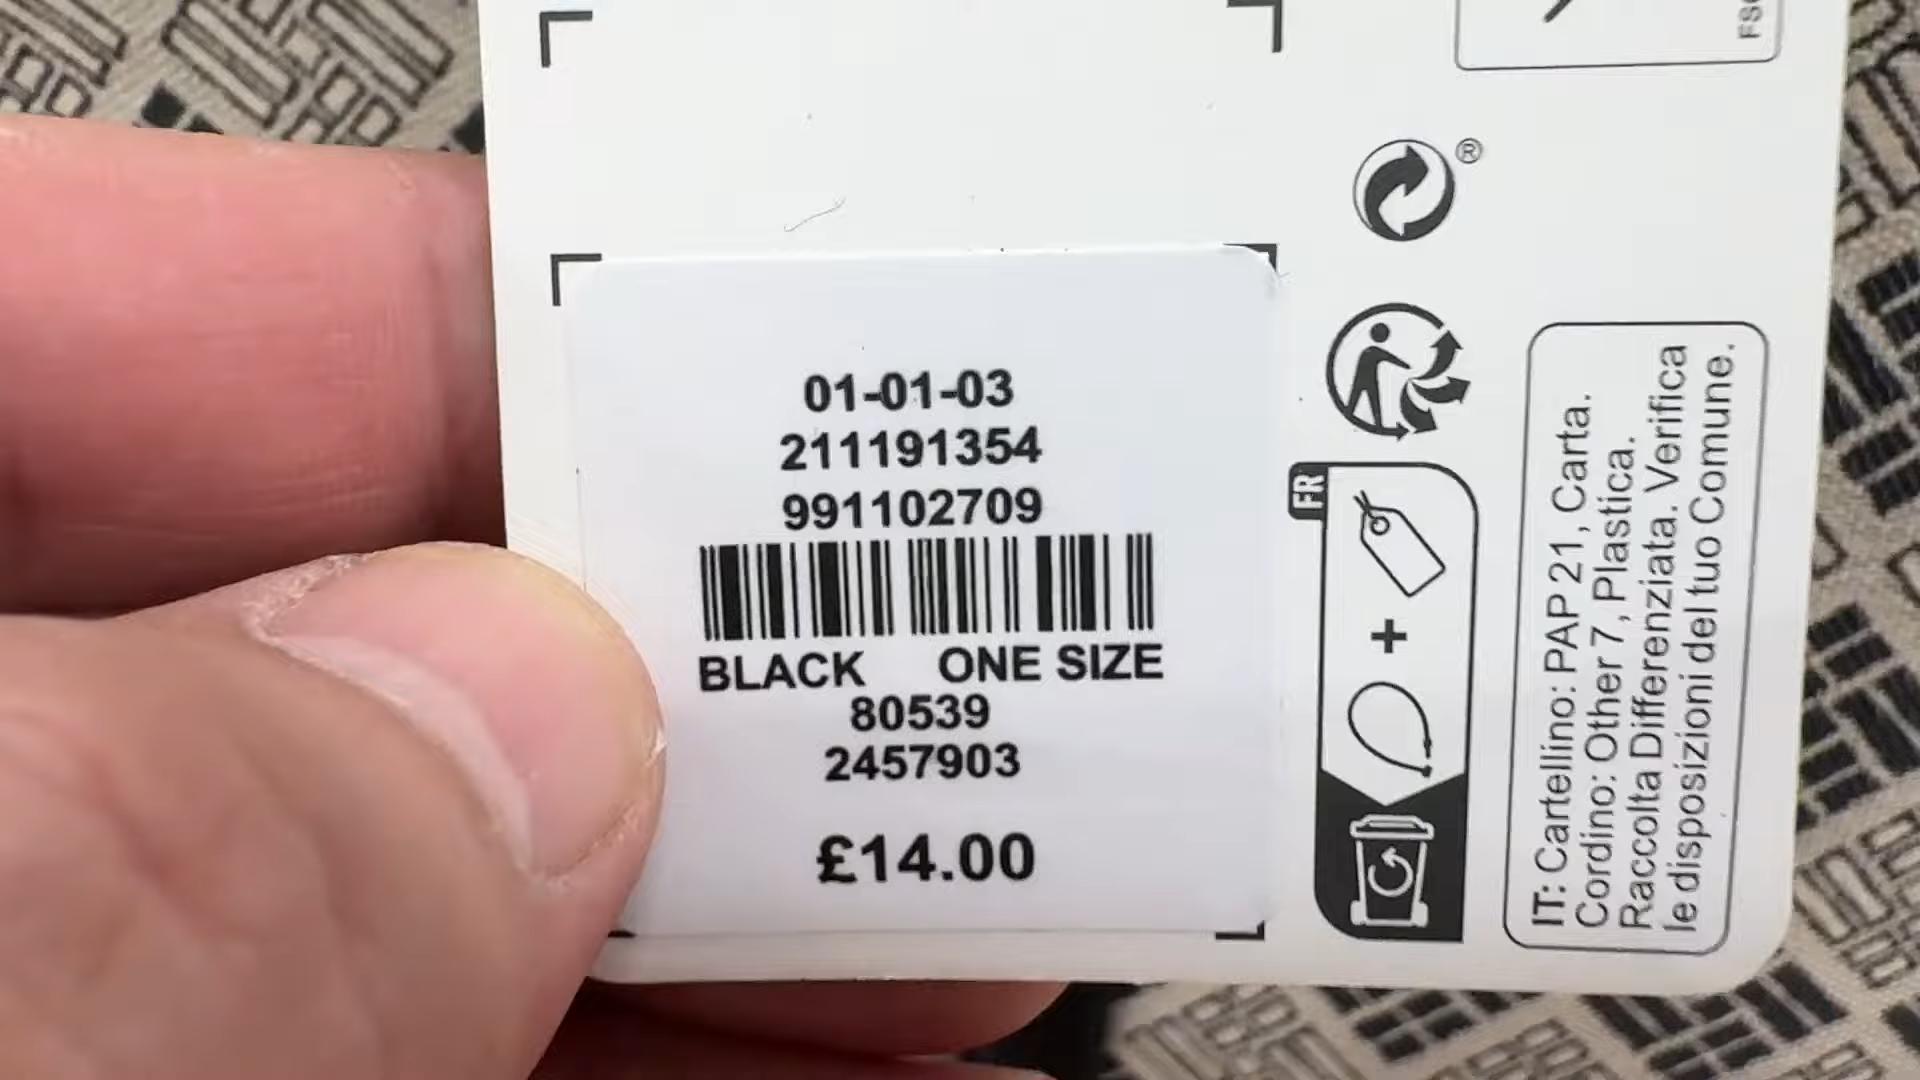 01-01-03
211191354
991102709
BLACK ONE SIZE
80539
2457903
£14.00
®
FR
+
IT: Cartellino: PAP 21, Carta.
Cordino: Other 7, Plastica.
Raccolta Differenziata. Verifica
le disposizioni del tuo Comune.